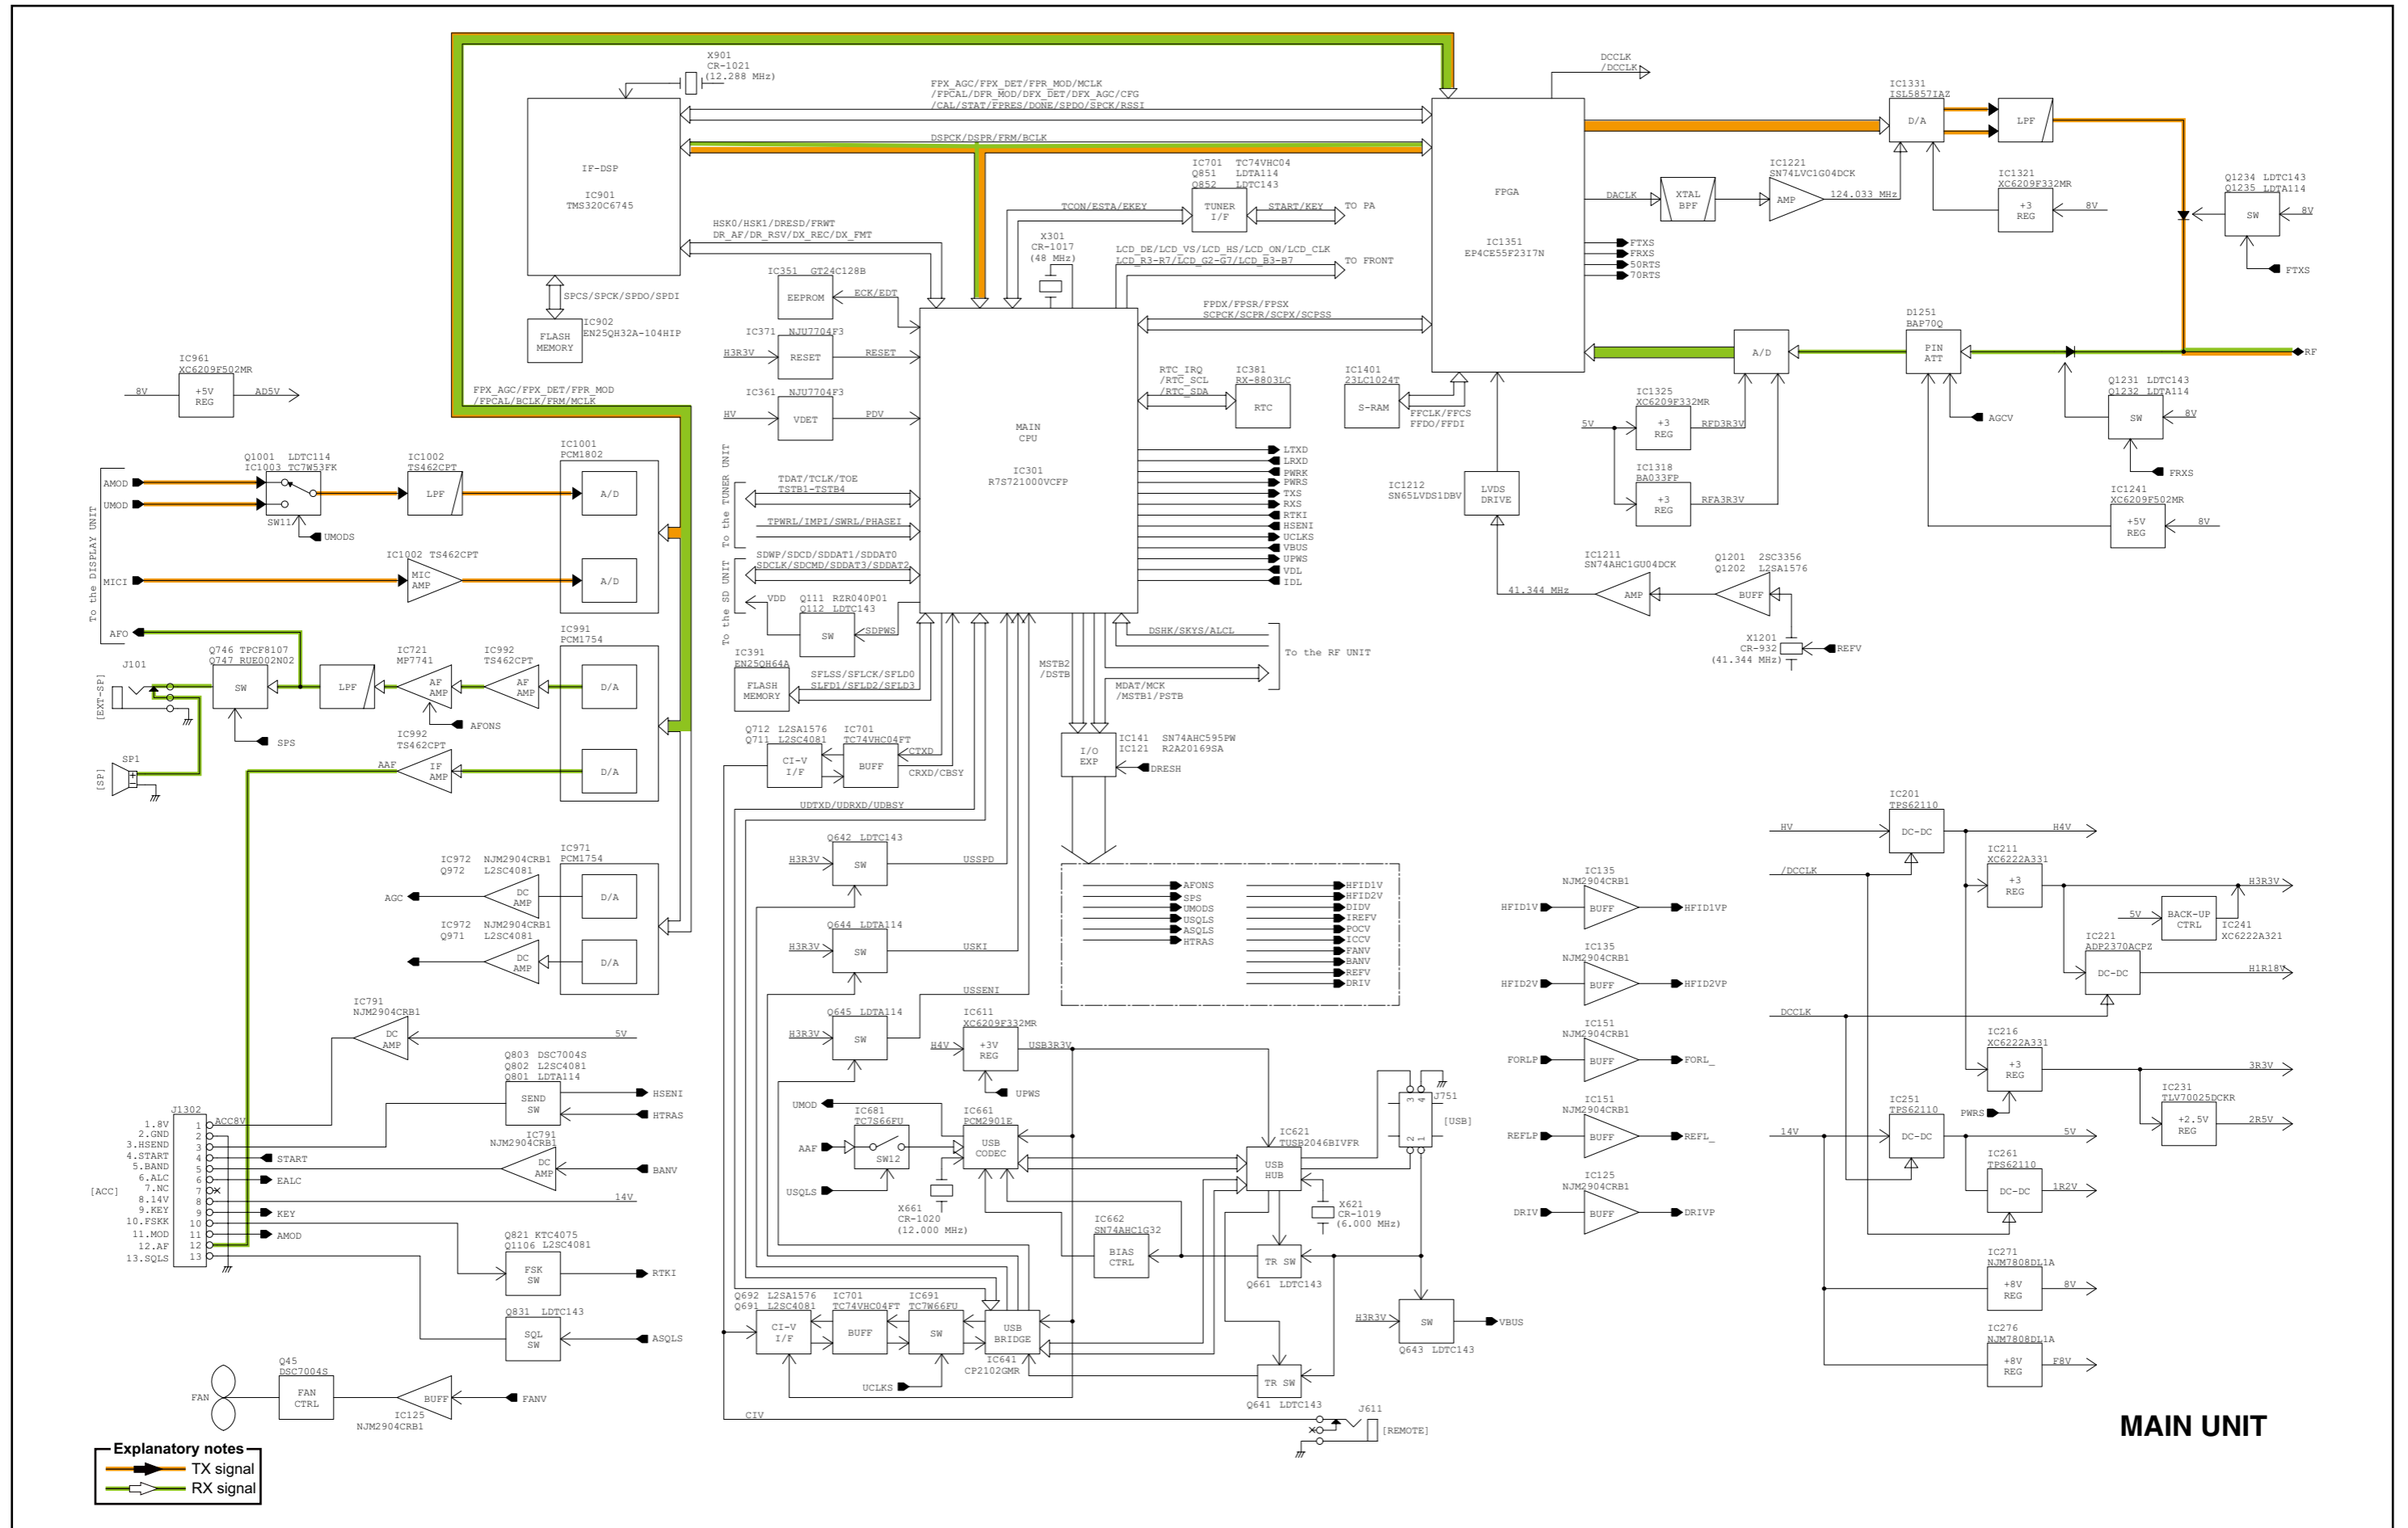 X901
CR-1021
(12.288 MHz)
FPX_AGC/FPX_DET/FPR_MOD/MCLK
/FPCAL/DFR_MOD/DFX_DET/DFX_AGC/CFG
/CAL/STAT/FPRES/DONE/SPDO/SPCK/RSSI
DSPCK/DSPR/FRM/BCLK
IF-DSP
IC901
TMS320C6745
HSK0/HSK1/DRESD/FRWT
DR_AF/DR_RSV/DX_REC/DX_FMT
SPCS/SPCK/SPDO/SPDI
FLASH
MEMORY
IC902
EN25QH32A-104HIP
IC701 TC74VHC04
Q851 LDTA114
Q852 LDTC143
TUNER
I/F
TCON/ESTA/EKEY
START/KEY
TO PA
X301
CR-1017
(48 MHz)
LCD_DE/LCD_VS/LCD_HS/LCD_ON/LCD_CLK
LCD_R3-R7/LCD_G2-G7/LCD_B3-B7
TO FRONT
FPDX/FPSR/FPSX
SCPCK/SCPR/SCPX/SCPSS
DCCLK
/DCCLK
FPGA
IC1351
EP4CE55F23I7N
DACLK
XTAL
BPF
IC1221
SN74LVC1G04DCK
AMP
124.033 MHz
IC1331
ISL5857IAZ
D/A
LPF
IC1321
XC6209F332MR
+3
REG
8V
Q1234 LDTC143
Q1235 LDTA114
SW
8V
FTXS
FTXS
FRXS
50RTS
70RTS
D1251
BAP70Q
PIN
ATT
A/D
RF
Q1231 LDTC143
Q1232 LDTA114
SW
8V
AGCV
FRXS
IC1241
XC6209F502MR
+5V
REG
8V
IC1325
XC6209F332MR
5V
+3
REG
RFD3R3V
IC1318
BA033FP
+3
REG
RFA3R3V
IC1401
23LC1024T
S-RAM
FFCLK/FFCS
FFDO/FFDI
IC1212
SN65LVDS1DBV
LVDS
DRIVE
41.344 MHz
IC1211
SN74AHC1GU04DCK
AMP
Q1201 2SC3356
Q1202 L2SA1576
BUFF
X1201
CR-932
(41.344 MHz)
REFV
IC351 GT24C128B
EEPROM
ECK/EDT
IC371 NJU7704F3
H3R3V
RESET
RESET
IC361 NJU7704F3
HV
VDET
PDV
MAIN
CPU
IC301
R7S721000VCFP
RTC_IRQ
/RTC_SCL
/RTC_SDA
IC381
RX-8803LC
RTC
LTXD
LRXD
PWRK
PWRS
TXS
RXS
RTKI
HSENI
UCLKS
VBUS
UPWS
VDL
IDL
To the TUNER UNIT
TDAT/TCLK/TOE
TSTB1-TSTB4
TPWRL/IMPI/SWRL/PHASEI
To the SD UNIT
SDWP/SDCD/SDDAT1/SDDAT0
SDCLK/SDCMD/SDDAT3/SDDAT2
VDD
Q111 RZR040P01
Q112 LDTC143
SW
SDPWS
IC391
EN25QH64A
FLASH
MEMORY
SFLSS/SFLCK/SFLD0
SLFD1/SFLD2/SFLD3
DSHK/SKYS/ALCL
To the RF UNIT
MSTB2
/DSTB
MDAT/MCK
/MSTB1/PSTB
I/O
EXP
IC141 SN74AHC595PW
IC121 R2A20169SA
DRESH
Q712 L2SA1576
Q711 L2SC4081
CI-V
I/F
IC701
TC74VHC04FT
BUFF
CTXD
CRXD/CBSY
UDTXD/UDRXD/UDBSY
IC961
XC6209F502MR
8V
+5V
REG
AD5V
FPX_AGC/FPX_DET/FPR_MOD
/FPCAL/BCLK/FRM/MCLK
To the DISPLAY UNIT
AMOD
UMOD
MICI
AFO
Q1001 LDTC114
IC1003 TC7W53FK
SW11
UMODS
IC1002
TS462CPT
LPF
IC1001
PCM1802
A/D
IC1002 TS462CPT
MIC
AMP
A/D
IC991
PCM1754
D/A
D/A
IC992
TS462CPT
AF
AMP
IC721
MP7741
AF
AMP
AFONS
LPF
Q746 TPCF8107
Q747 RUE002N02
SW
SPS
J101
[EXT-SP]
SP1
[SP]
IC992
TS462CPT
IF
AMP
AAF
IC971
PCM1754
D/A
D/A
IC972 NJM2904CRB1
Q972 L2SC4081
DC
AMP
AGC
IC972 NJM2904CRB1
Q971 L2SC4081
DC
AMP
IC791
NJM2904CRB1
DC
AMP
5V
Q803 DSC7004S
Q802 L2SC4081
Q801 LDTA114
SEND
SW
HSENI
HTRAS
J1302
[ACC]
ACC8V
1.8V
2.GND
3.HSEND
4.START
5.BAND
6.ALC
7.NC
8.14V
9.KEY
10.FSKK
11.MOD
12.AF
13.SQLS
1
2
3
4
5
6
7
8
9
10
11
12
13
START
EALC
KEY
AMOD
IC791
NJM2904CRB1
DC
AMP
BANV
14V
Q821 KTC4075
Q1106 L2SC4081
FSK
SW
RTKI
Q831 LDTC143
SQL
SW
ASQLS
FAN
Q45
DSC7004S
FAN
CTRL
BUFF
IC125
NJM2904CRB1
FANV
Q642 LDTC143
H3R3V
SW
USSPD
Q644 LDTA114
H3R3V
SW
USKI
Q645 LDTA114
H3R3V
SW
USSENI
IC611
XC6209F332MR
H4V
+3V
REG
USB3R3V
UPWS
UMOD
IC681
TC7S66FU
AAF
SW12
USQLS
IC661
PCM2901E
USB
CODEC
X661
CR-1020
(12.000 MHz)
IC621
TUSB2046BIVFR
USB
HUB
X621
CR-1019
(6.000 MHz)
J751
[USB]
3
4
2
1
IC662
SN74AHC1G32
BIAS
CTRL
TR SW
Q661 LDTC143
H3R3V
SW
Q643 LDTC143
VBUS
Q692 L2SA1576
Q691 L2SC4081
CI-V
I/F
IC701
TC74VHC04FT
BUFF
IC691
TC7W66FU
SW
UCLKS
USB
BRIDGE
IC641
CP2102GMR
TR SW
Q641 LDTC143
CIV
J611
[REMOTE]
AFONS
SPS
UMODS
USQLS
ASQLS
HTRAS
HFID1V
HFID2V
DIDV
IREFV
POCV
ICCV
FANV
BANV
REFV
DRIV
IC135
NJM2904CRB1
HFID1V
BUFF
HFID1VP
IC135
NJM2904CRB1
HFID2V
BUFF
HFID2VP
IC151
NJM2904CRB1
FORLP
BUFF
FORL_
IC151
NJM2904CRB1
REFLP
BUFF
REFL_
IC125
NJM2904CRB1
DRIV
BUFF
DRIVP
IC201
TPS62110
HV
DC-DC
H4V
/DCCLK
IC211
XC6222A331
+3
REG
H3R3V
5V
BACK-UP
CTRL
IC241
XC6222A321
IC221
ADP2370ACPZ
DC-DC
H1R18V
DCCLK
IC216
XC6222A331
+3
REG
3R3V
PWRS
IC231
TLV70025DCKR
+2.5V
REG
2R5V
14V
IC251
TPS62110
DC-DC
5V
IC261
TPS62110
DC-DC
1R2V
IC271
NJM7808DL1A
+8V
REG
8V
IC276
NJM7808DL1A
+8V
REG
F8V
MAIN UNIT
Explanatory notes
TX signal
RX signal